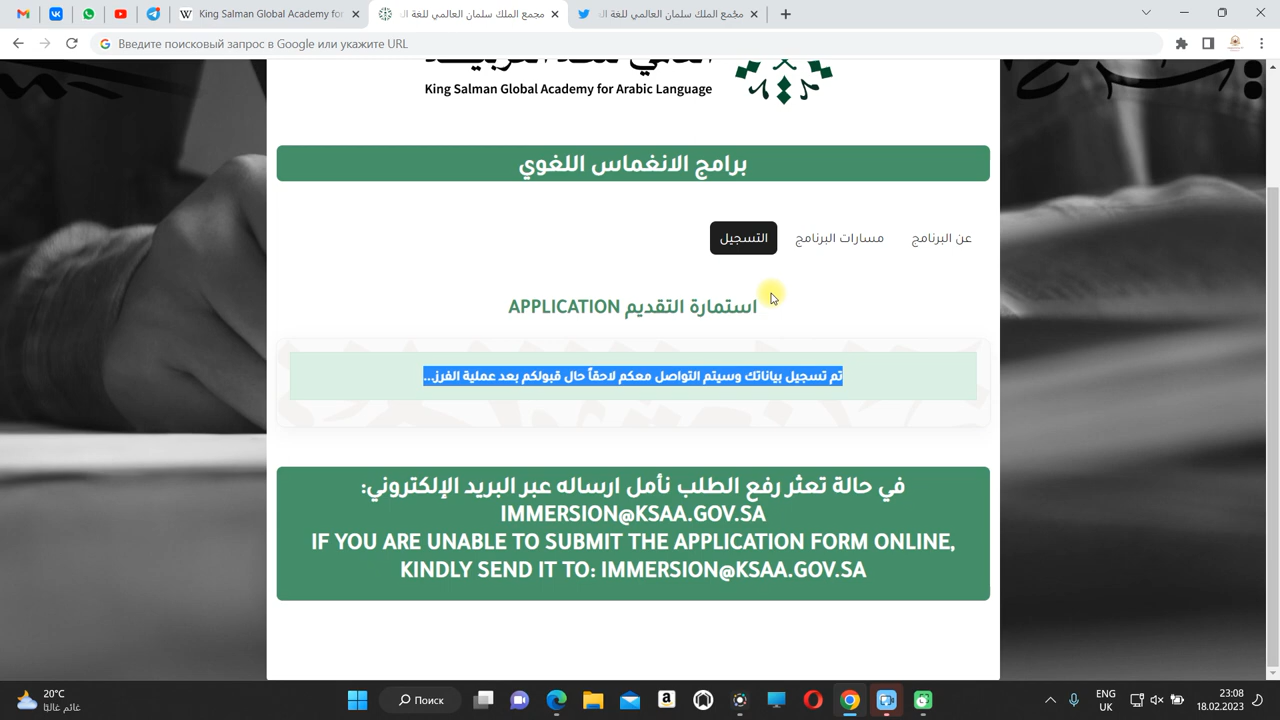 King Salman Global Academy for
مجمع الملك سلمان العالمي للغة ال
مجُمع الملك سلمان العالمي للغة ال
Введите поисковый запрос в Google или укажите URL
العالمي للغة العربية
King Salman Global Academy for Arabic Language
برامج الانغماس اللغوي
عن البرنامج
مسارات البرنامج
التسجيل
استمارة التقديم APPLICATION
تم تسجيل بياناتك وسيتم التواصل معكم لاحقاً حال قبولكم بعد عملية الفرز...
في حالة تعثر رفع الطلب نأمل ارساله عبر البريد الإلكتروني:
IMMERSION@KSAA.GOV.SA
IF YOU ARE UNABLE TO SUBMIT THE APPLICATION FORM ONLINE,
KINDLY SEND IT TO: IMMERSION@KSAA.GOV.SA
20°C
غائم غالبًا
Поиск
ENG
UK
23:08
18.02.2023